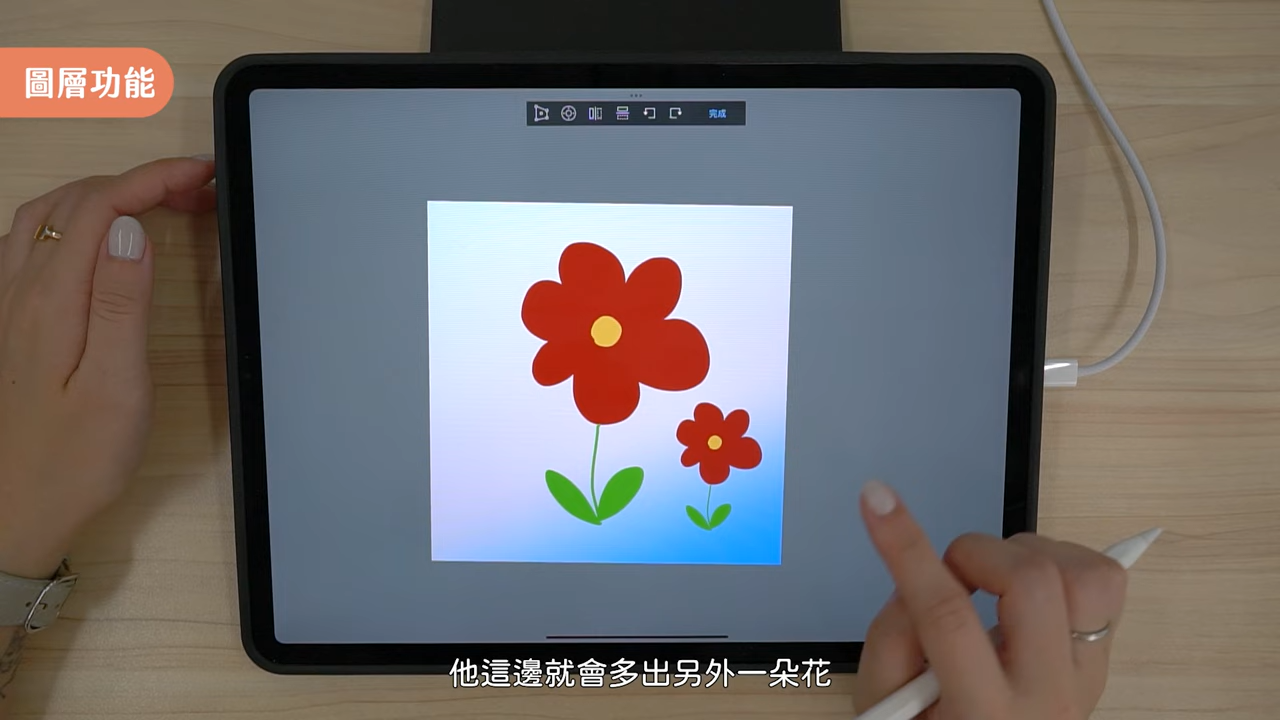 圖層功能
完成
他這邊就會多出另外一朵花